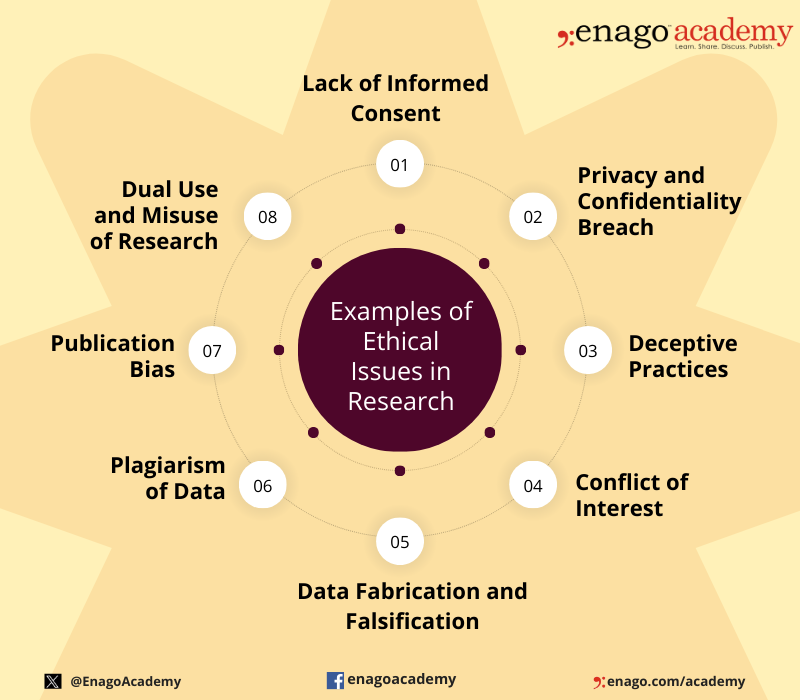 enago academy
Learn. Share. Discuss. Publish.
Examples of
Ethical
Issues in
Research
01
Lack of Informed
Consent
02
Privacy and
Confidentiality
Breach
03
Deceptive
Practices
04
Conflict of
Interest
05
Data Fabrication and
Falsification
06
Plagiarism
of Data
07
Publication
Bias
08
Dual Use
and Misuse
of Research
@EnagoAcademy
enagoacademy
enago.com/academy